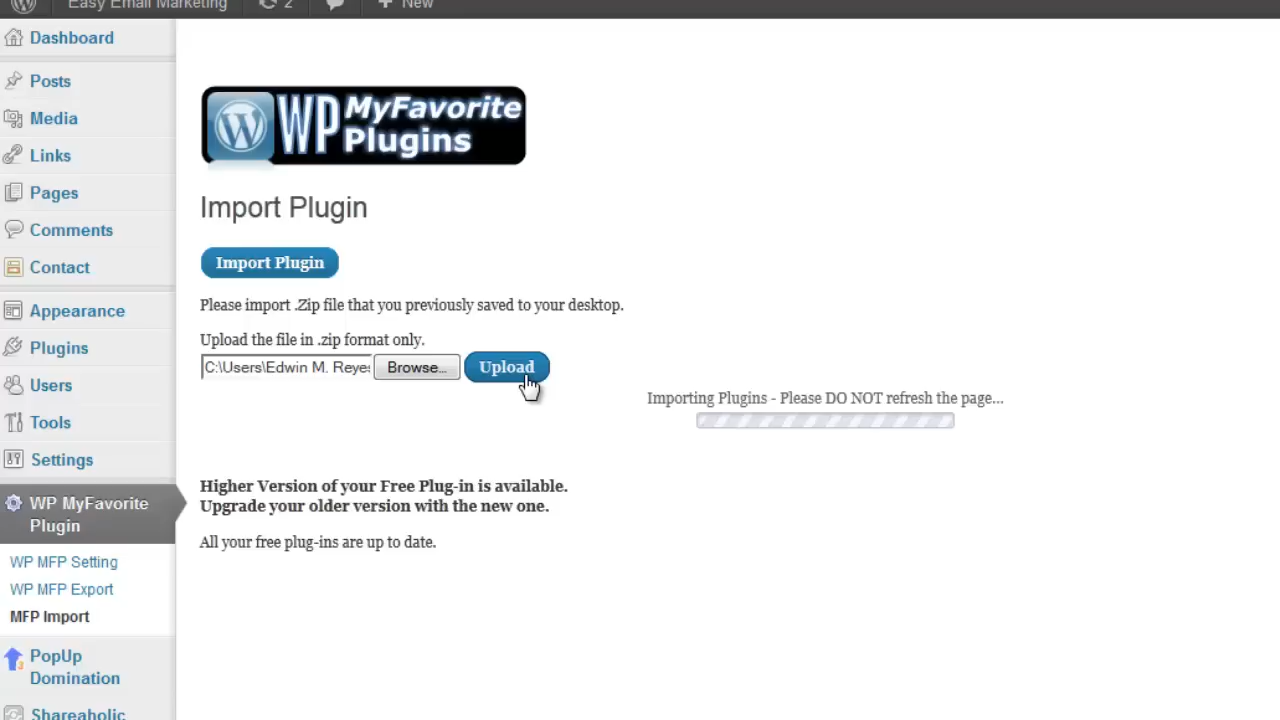 Easy Email Marketing 2 New
Dashboard
Posts
Media
Links
Pages
Comments
Contact
Appearance
Plugins
Users
Tools
Settings
WP MyFavorite
Plugin
WP MFP Setting
WP MFP Export
MFP Import
PopUp
Domination
Shareaholic
WP MyFavorite
Plugins
Import Plugin
Import Plugin
Please import .Zip file that you previously saved to your desktop.
Upload the file in .zip format only.
C:\Users\Edwin M. Reyes Browse... Upload
Importing Plugins - Please DO NOT refresh the page...
Higher Version of your Free Plug-in is available.
Upgrade your older version with the new one.
All your free plug-ins are up to date.